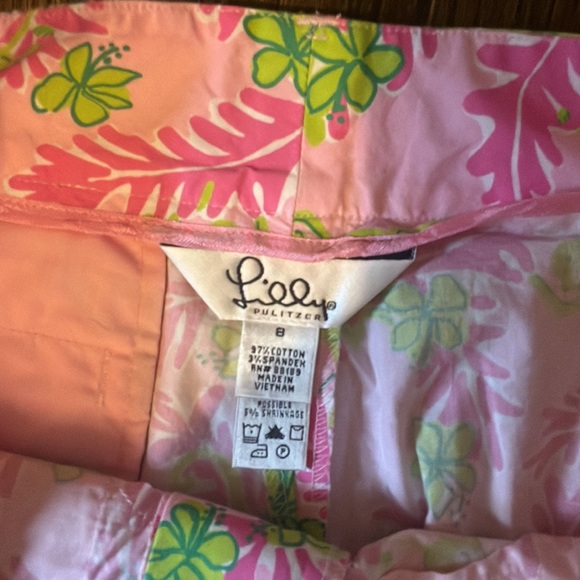 Lilly®
PULITZER
8
97% COTTON
3% SPANDEX
RN# 88189
MADE IN
VIETNAM
POSSIBLE
5% SHRINKAGE
P